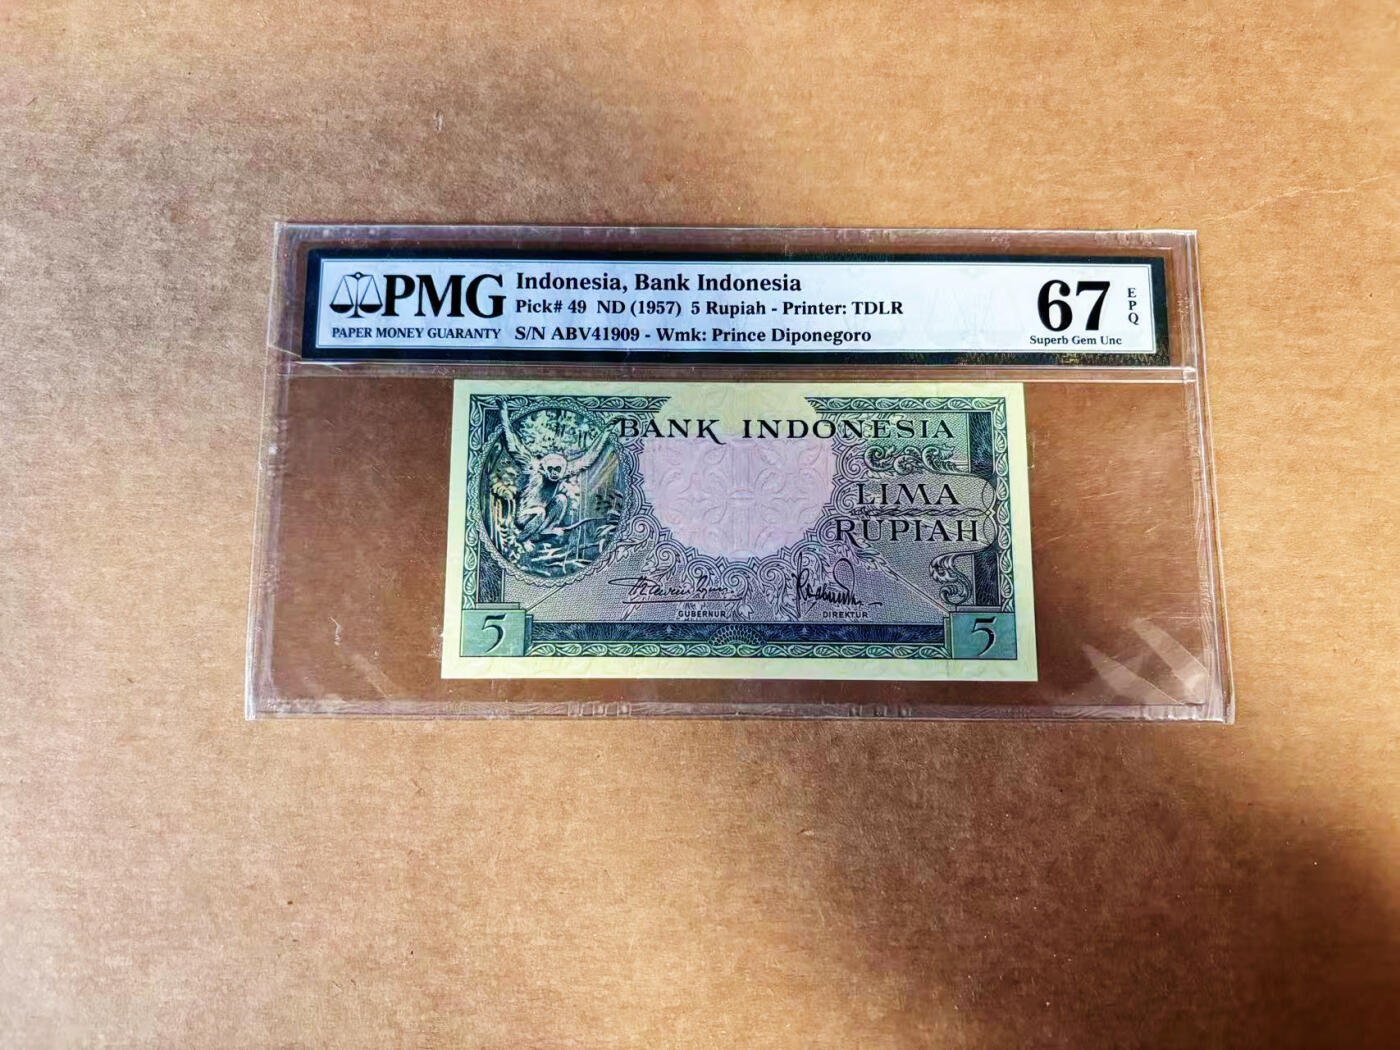 PMG
PAPER MONEY GUARANTY
Indonesia, Bank Indonesia
Pick# 49 ND (1957) 5 Rupiah - Printer: TDLR
S/N ABV41909 - Wmk: Prince Diponegoro
67
EPQ
Superb Gem Unc
BANK INDONESIA
LIMA
RUPIAH
GUBERNUR
DIREKTUR
5
5